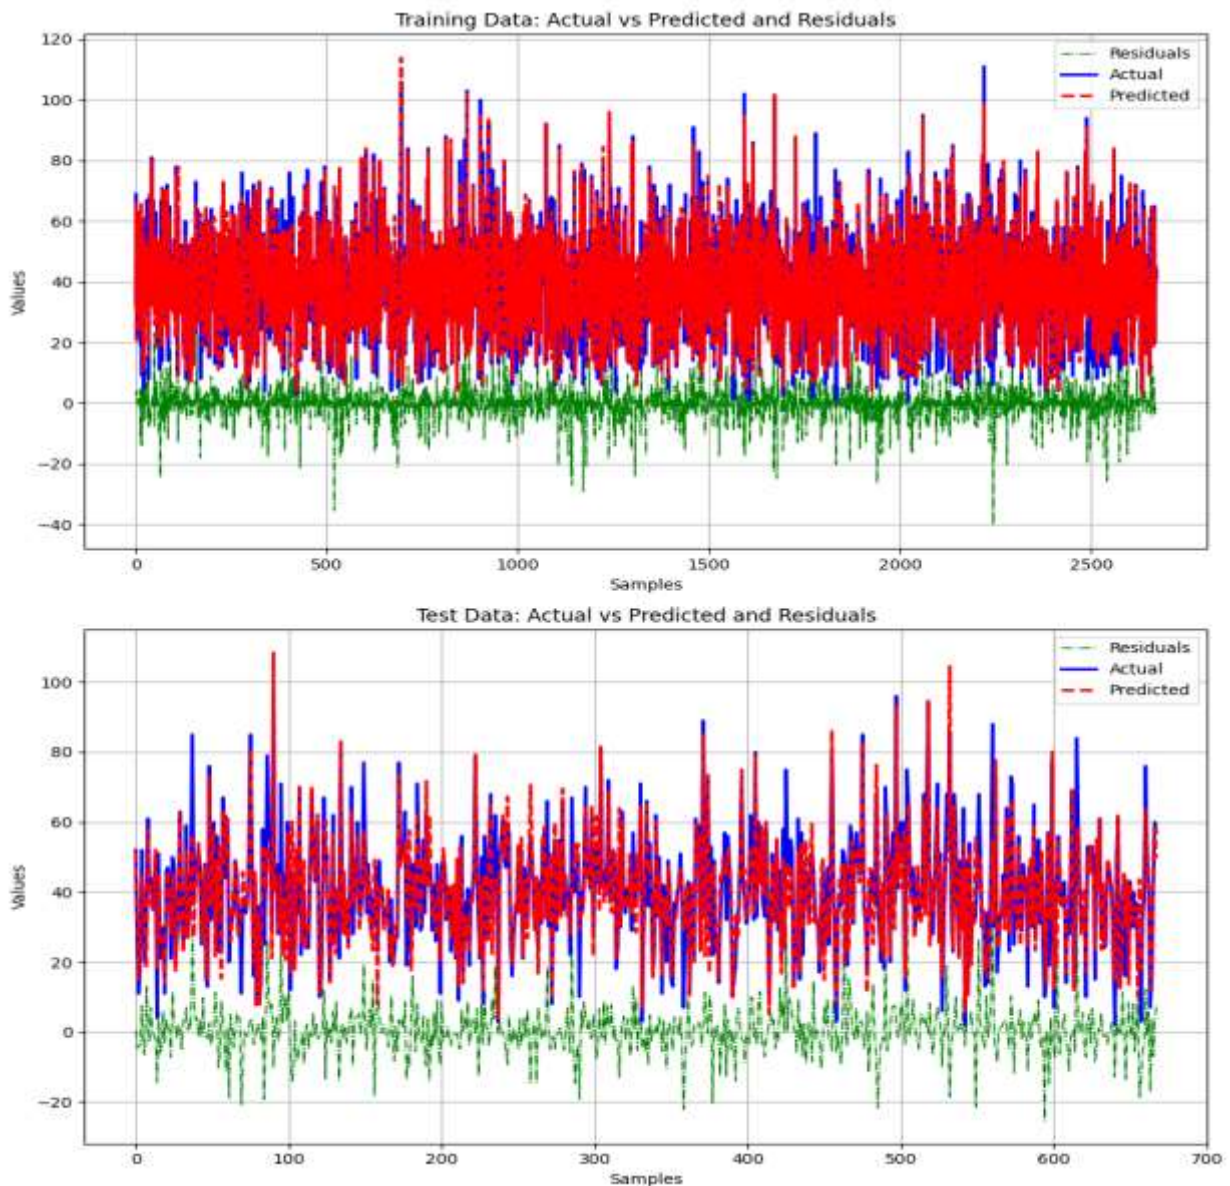 Training Data: Actual vs Predicted and Residuals
120
100
80
60
40
20
0
−20
−40
Values
Residuals
Actual
Predicted
0
500
1000
1500
2000
2500
Samples
Test Data: Actual vs Predicted and Residuals
100
80
60
40
20
0
−20
Values
Residuals
Actual
Predicted
0
100
200
300
400
500
600
700
Samples